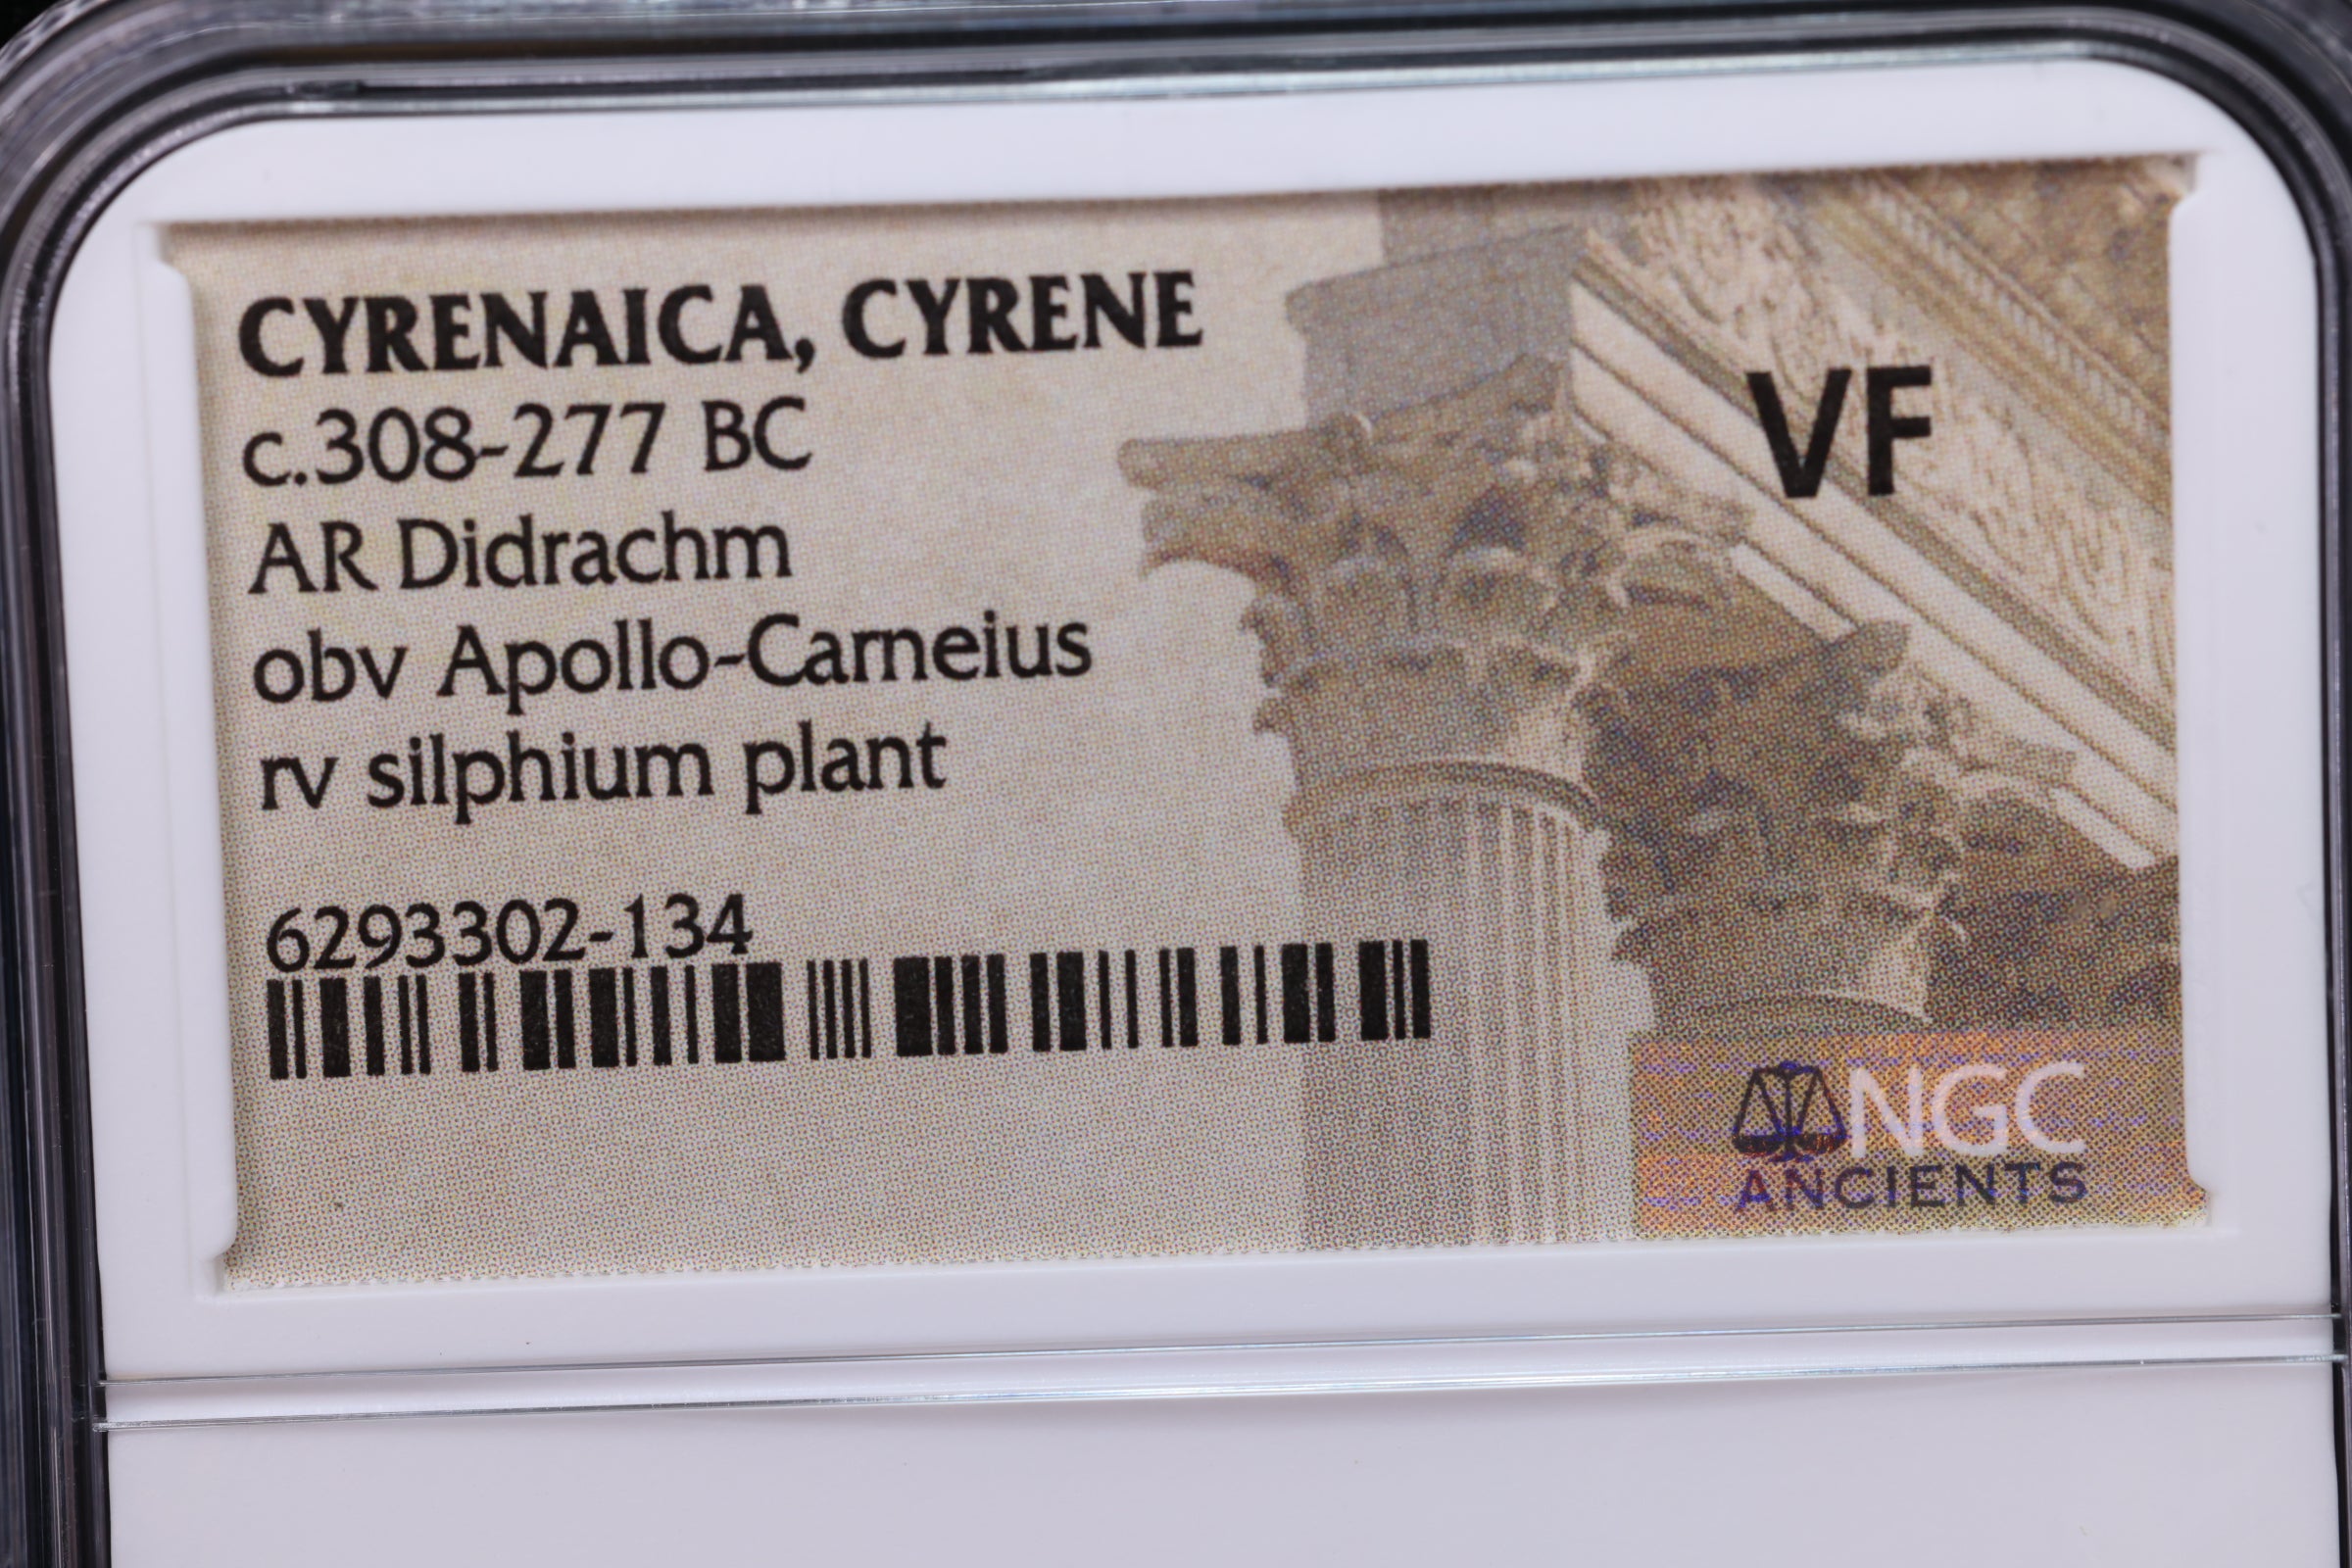 CYRENAICA, CYRENE
c.308-277 BC
AR Didrachm
obv Apollo-Carneius
rv silphium plant
6293302-134
VF
NGC
ANCIENTS